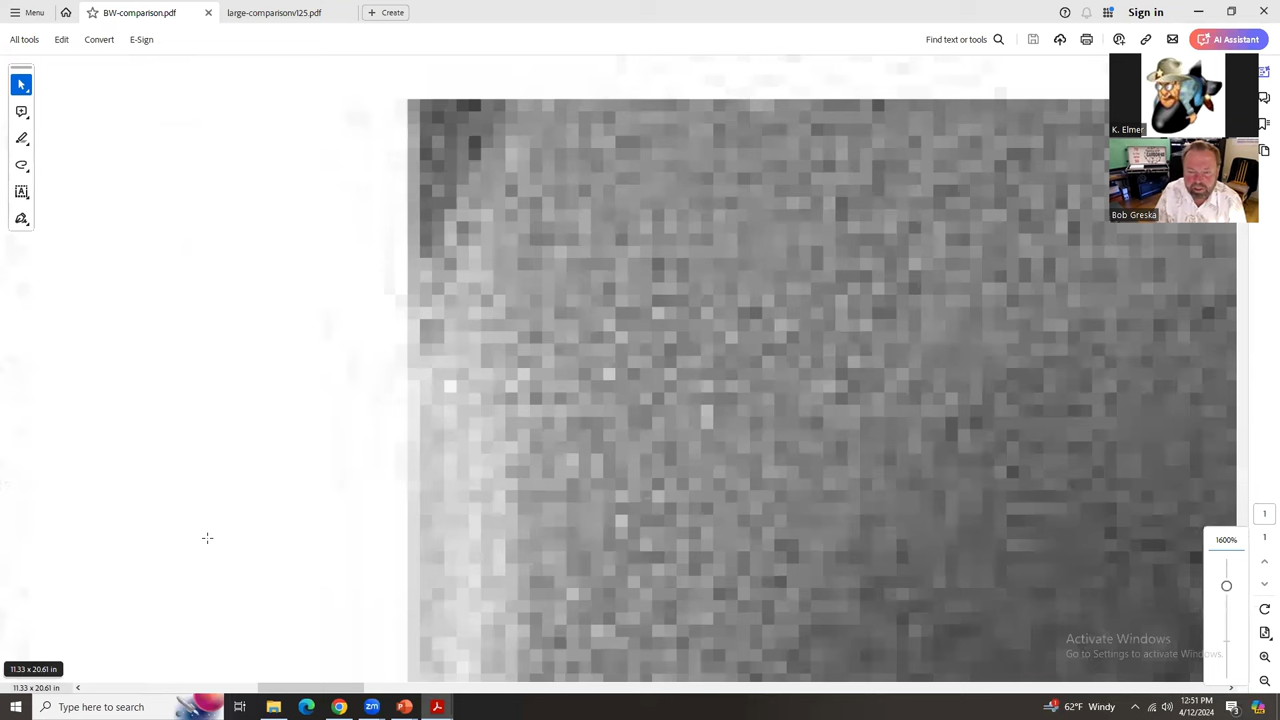 Menu
BW-comparison.pdf
large-comparisonv125.pdf
+ Create
Sign in
All tools
Edit
Convert
E-Sign
Find text or tools
AI Assistant
K. Elmer
Bob Greska
1
1600%
1
Activate Windows
Go to Settings to activate Windows.
11.33 x 20.61 in
11.33 x 20.61 in
Type here to search
62°F Windy
12:51 PM
4/12/2024